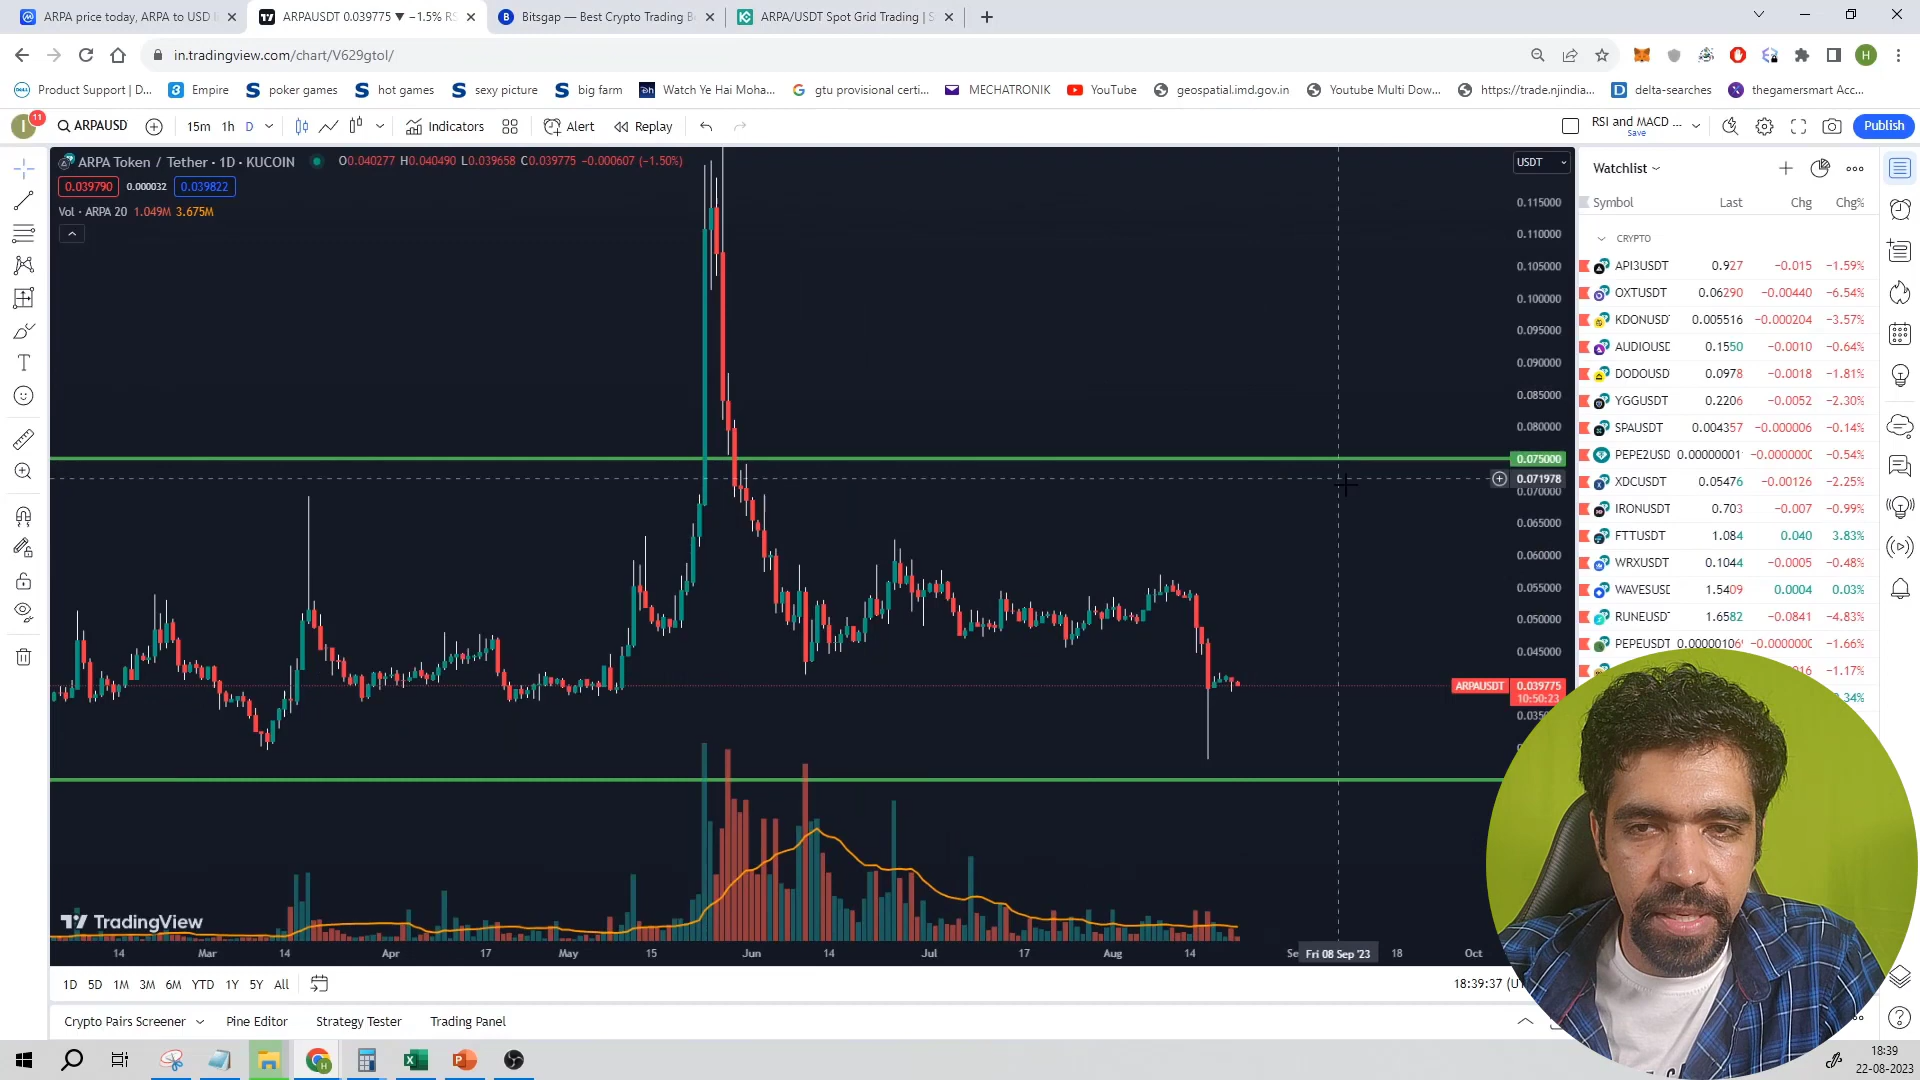 ARPA price today, ARPA to USD li
ARPAUSDT 0.039775 ▼ −1.5% RS
Bitsgap — Best Crypto Trading B
ARPA/USDT Spot Grid Trading | S
in.tradingview.com/chart/V629gtol/
Product Support | D...
Empire
poker games
hot games
sexy picture
big farm
Watch Ye Hai Moha...
gtu provisional certi...
MECHATRONIK
YouTube
geospatial.imd.gov.in
Youtube Multi Dow...
https://trade.njindia...
delta-searches
thegamersmart Acc...
11
ARPAUSD
15m
1h
D
Indicators
Alert
Replay
RSI and MACD ...
Save
Publish
ARPA Token / Tether · 1D · KUCOIN
O0.040277 H0.040490 L0.039658 C0.039775 −0.000607 (−1.50%)
0.039790 0.000032 0.039822
Vol · ARPA 20 1.049M 3.675M
USDT
0.115000
0.110000
0.105000
0.100000
0.095000
0.090000
0.085000
0.080000
0.075000
0.071978
0.070000
0.065000
0.060000
0.055000
0.050000
0.045000
ARPAUSDT 0.039775
10:50:23
TradingView
14 Mar 14 Apr 17 May 15 Jun 14 Jul 17 Aug 14 Se Fri 08 Sep '23 18 Oct
1D 5D 1M 3M 6M YTD 1Y 5Y All
18:39:37 (U
Crypto Pairs Screener
Pine Editor
Strategy Tester
Trading Panel
Watchlist
Symbol Last Chg Chg%
CRYPTO
API3USDT 0.927 −0.015 −1.59%
OXTUSDT 0.06290 −0.00440 −6.54%
KDONUSD 0.005516 −0.000204 −3.57%
AUDIOUSD 0.1550 −0.0010 −0.64%
DODOUSD 0.0978 −0.0018 −1.81%
YGGUSDT 0.2206 −0.0052 −2.30%
SPAUSDT 0.004357 −0.000006 −0.14%
PEPE2USD 0.00000001 −0.0000000 −0.54%
XDCUSDT 0.05476 −0.00126 −2.25%
IRONUSDT 0.703 −0.007 −0.99%
FTTUSDT 1.084 0.040 3.83%
WRXUSDT 0.1044 −0.0005 −0.48%
WAVESUSD 1.5409 0.0004 0.03%
RUNEUSD 1.6582 −0.0841 −4.83%
PEPEUSDT 0.00000106 −0.0000000 −1.66%
−1.17%
18:39
22-08-2023